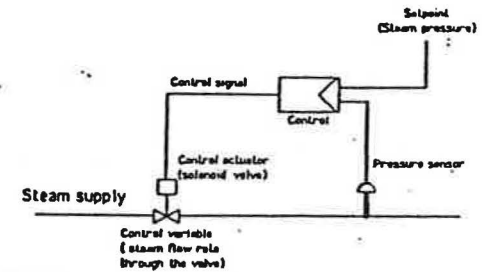 Setpoint
(Steam pressure)
Control signal
Control
Control actuator
(solenoid valve)
Pressure sensor
Steam supply
Control variable
(steam flow rate
through the valve)